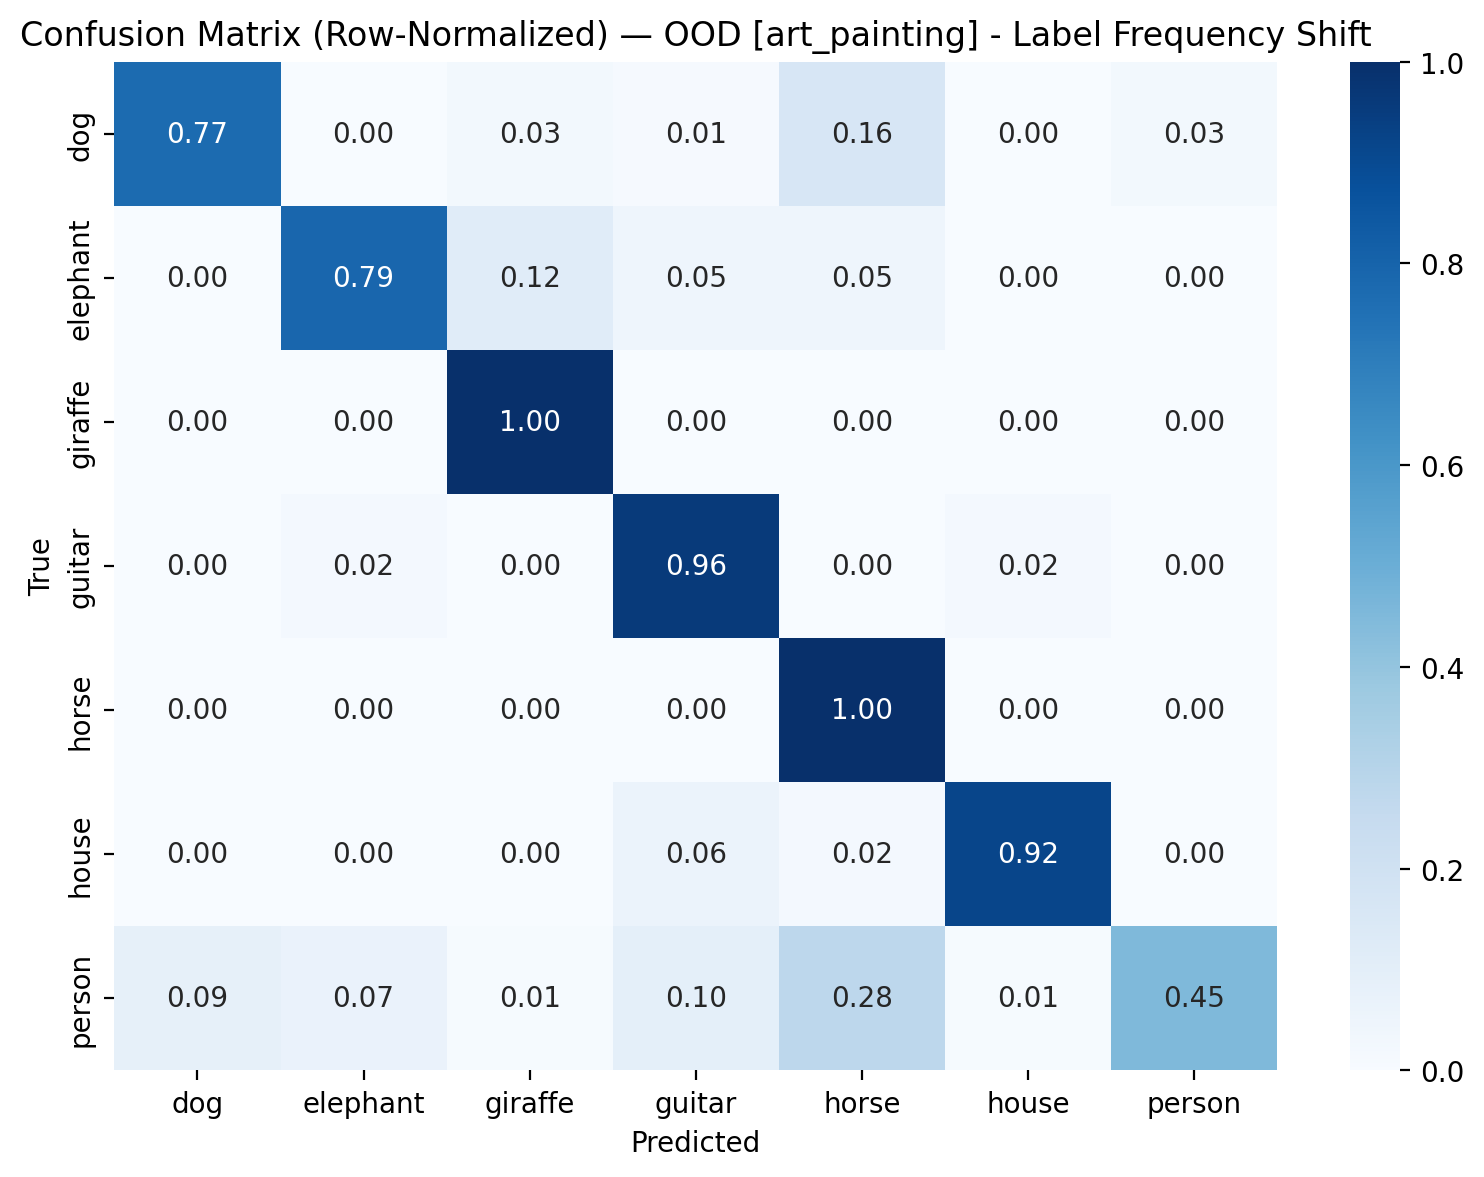 Confusion Matrix (Row-Normalized) — OOD [art_painting] - Label Frequency Shift
True
dog 0.77 0.00 0.03 0.01 0.16 0.00 0.03
elephant 0.00 0.79 0.12 0.05 0.05 0.00 0.00
giraffe 0.00 0.00 1.00 0.00 0.00 0.00 0.00
guitar 0.00 0.02 0.00 0.96 0.00 0.02 0.00
horse 0.00 0.00 0.00 0.00 1.00 0.00 0.00
house 0.00 0.00 0.00 0.06 0.02 0.92 0.00
person 0.09 0.07 0.01 0.10 0.28 0.01 0.45
dog elephant giraffe guitar horse house person
Predicted
1.0
0.8
0.6
0.4
0.2
0.0